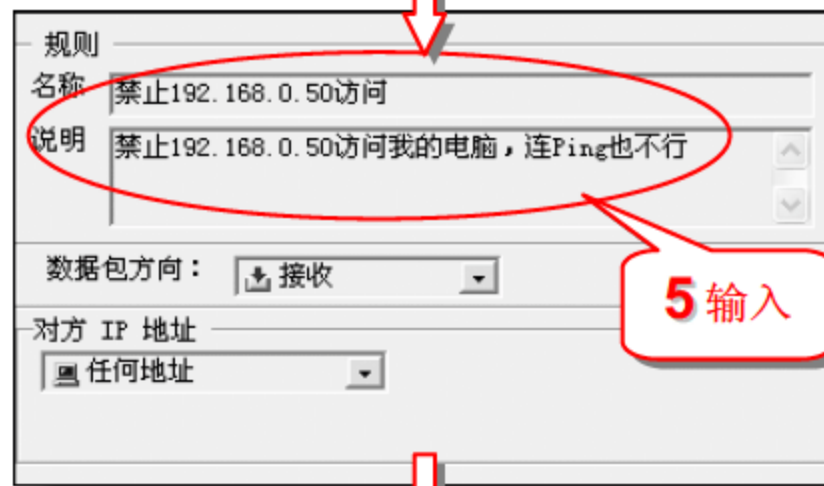 规则
名称 禁止192.168.0.50访问
说明 禁止192.168.0.50访问我的电脑，连Ping也不行
数据包方向： 接收
5 输入
对方 IP 地址
任何地址